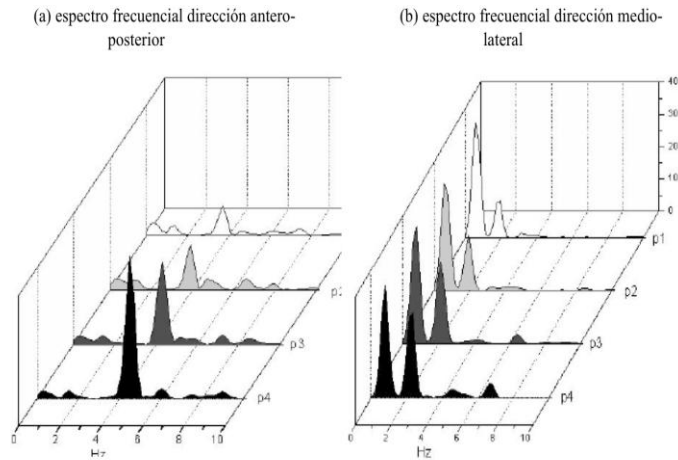 (a) espectro frecuencial dirección antero-
posterior
(b) espectro frecuencial dirección medio-
lateral
p3
p4
0 2 4 6 8 10
Hz
40
30
20
10
0
p1
p2
p3
p4
0 2 4 6 8 10
Hz